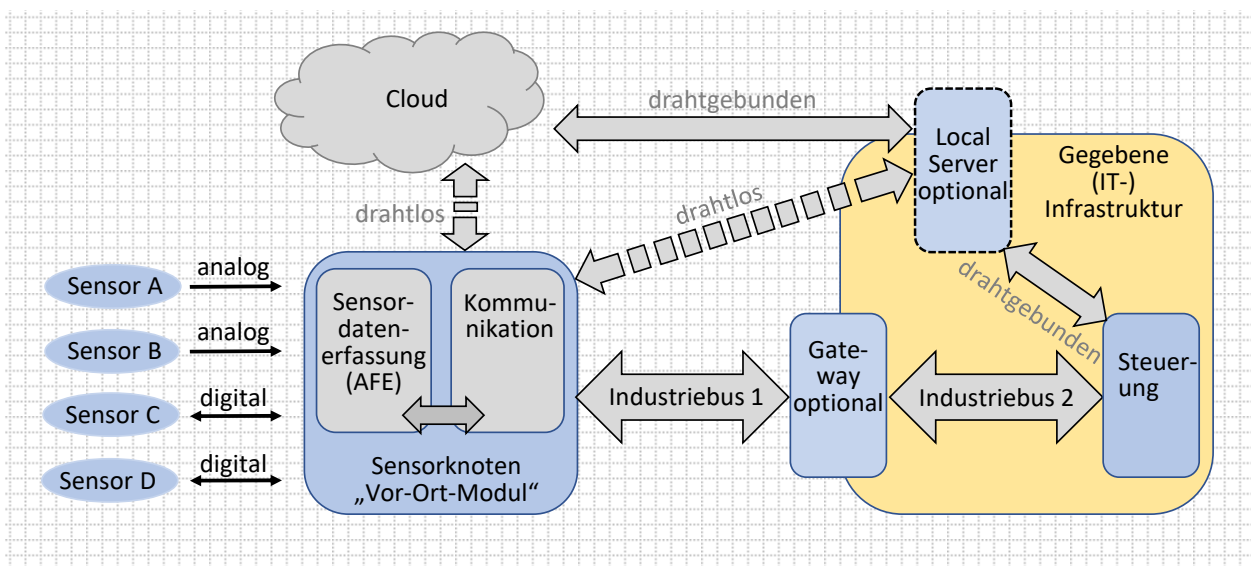 Cloud
drahtgebunden
drahtlos
drahtlos
Local
Server
optional
Gegebene
(IT-)
Infrastruktur
drahtgebunden
Sensor A
analog
Sensor B
analog
Sensor C
digital
Sensor D
digital
Sensor-
daten-
erfassung
(AFE)
Kommu-
nikation
Sensorknoten
„Vor-Ort-Modul“
Industriebus 1
Gate-
way
optional
Industriebus 2
Steuer-
ung